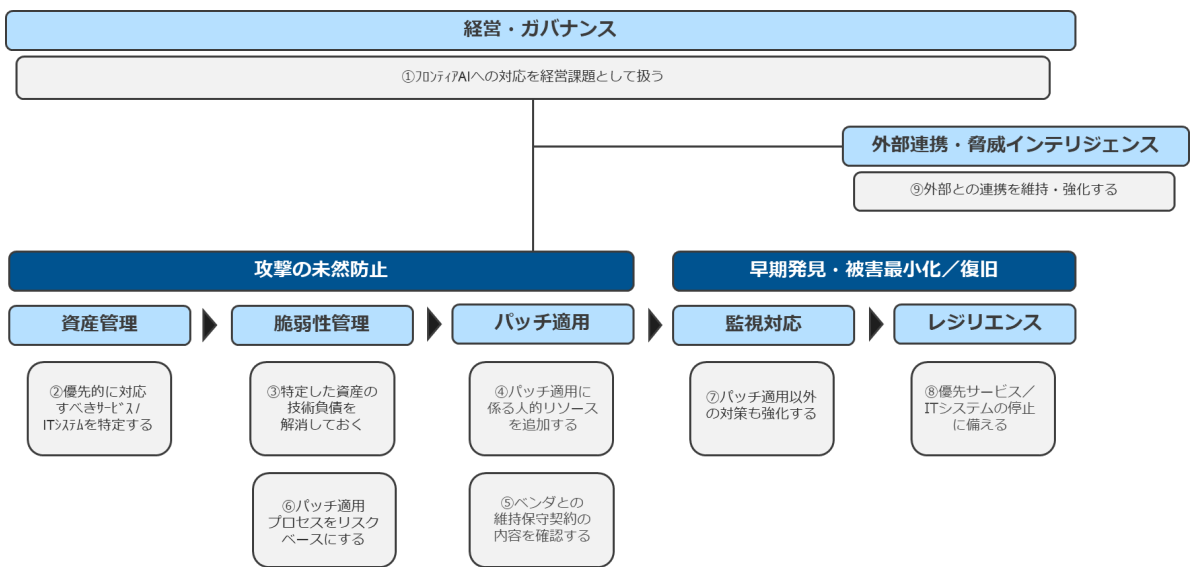 経営・ガバナンス
①ﾌﾛﾝﾃｨｱAIへの対応を経営課題として扱う
外部連携・脅威インテリジェンス
⑨外部との連携を維持・強化する
攻撃の未然防止
早期発見・被害最小化／復旧
資産管理
脆弱性管理
パッチ適用
監視対応
レジリエンス
②優先的に対応
すべきｻｰﾋﾞｽ/
ITｼｽﾃﾑを特定する
③特定した資産の
技術負債を
解消しておく
④パッチ適用に
係る人的リソース
を追加する
⑦パッチ適用以外
の対策も強化する
⑧優先サービス／
ITシステムの停止
に備える
⑥パッチ適用
プロセスをリスク
ベースにする
⑤ベンダとの
維持保守契約の
内容を確認する